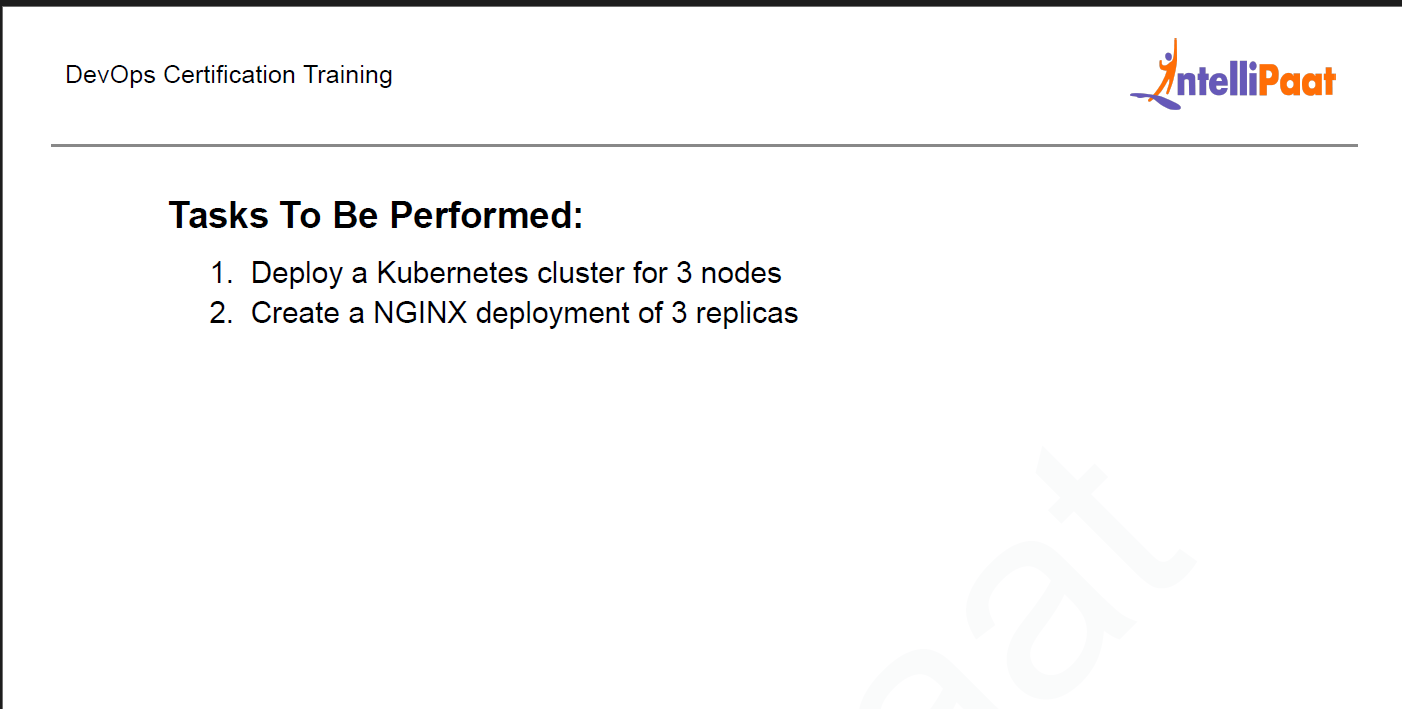 DevOps Certification Training
IntelliPaat
Tasks To Be Performed:
1. Deploy a Kubernetes cluster for 3 nodes
2. Create a NGINX deployment of 3 replicas
aat